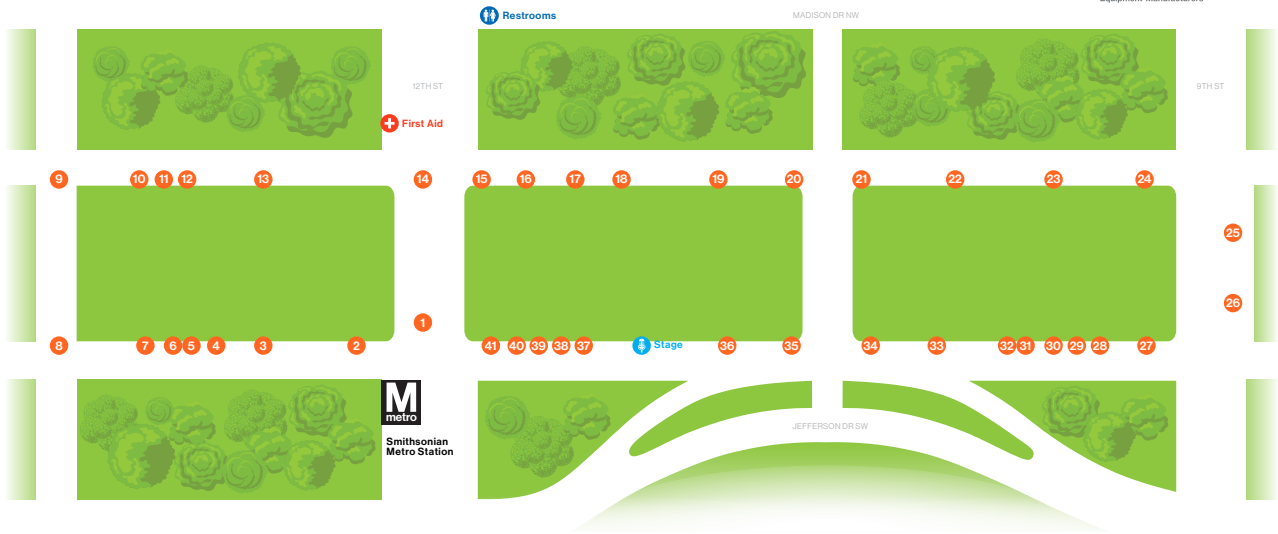 Equipment Manufacturers
Restrooms
MADISON DR NW
12TH ST
9TH ST
First Aid
9 10 11 12 13 14 15 16 17 18 19 20 21 22 23 24
25
26
1
8 7 6 5 4 3 2 41 40 39 38 37 Stage 36 35 34 33 32 31 30 29 28 27
M
metro
JEFFERSON DR SW
Smithsonian
Metro Station